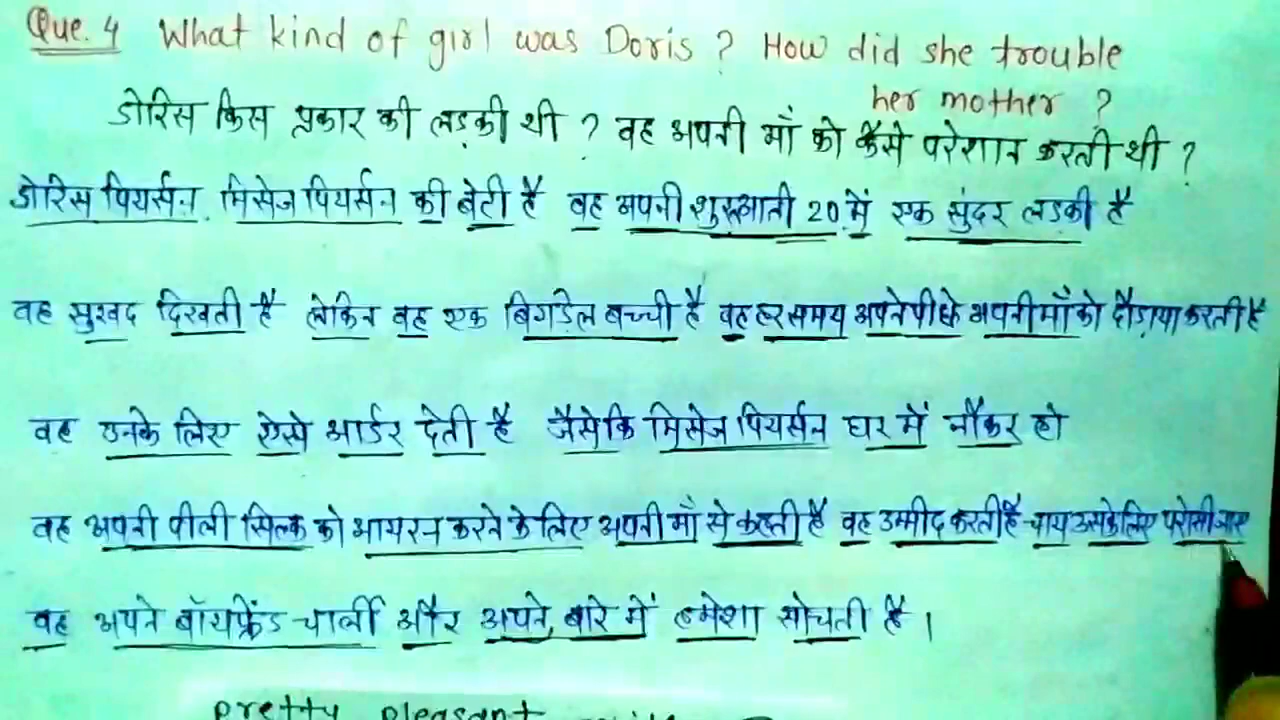 Que. 4 What kind of girl was Doris ? How did she trouble
her mother ?
डोरिस किस प्रकार की लड़की थी ? वह अपनी माँ को कैसे परेशान करती थी ?
डोरिस पियर्सन मिसेज पियर्सन की बेटी है वह अपनी शुरुआती 20 में एक सुंदर लडकी है
वह सुखद दिखती है लेकिन वह एक बिगडेल बच्ची है वह हर समय अपने पीछे अपनी माँ को दौड़ाया करती है
वह उनके लिए ऐसे आर्डर देती है जैसेकि मिसेज पियर्सन घर में नौकर हो
वह अपनी पीली सिल्क को आयरन करने के लिए अपनी माँ से कहती है वह उम्मीद करती है चाय उसके लिए परोसी जाए
वह अपने बॉयफ्रेंड चार्ली और अपने बारे में हमेशा सोचती है ।
pretty pleasant